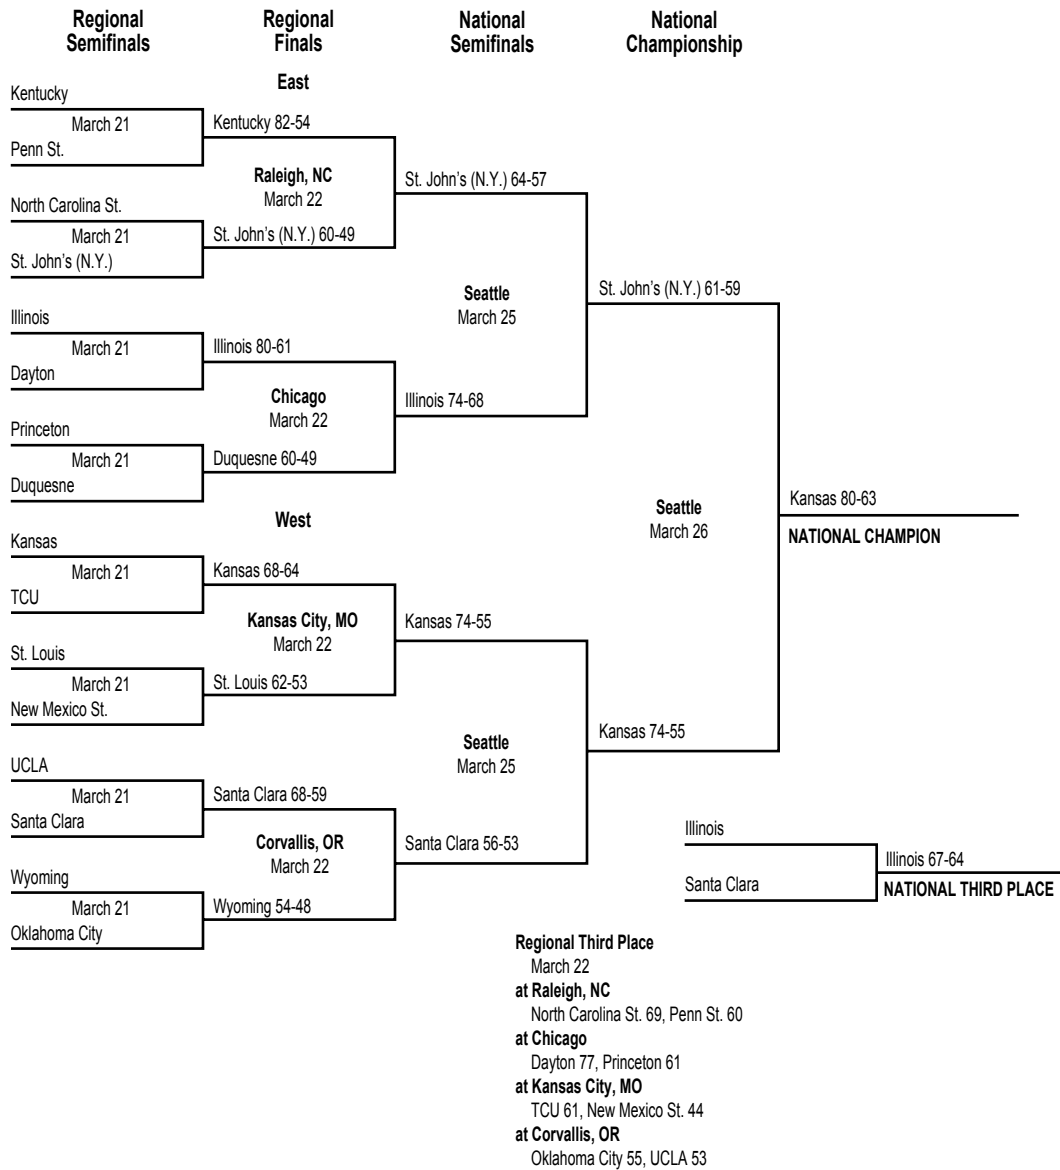 Regional
Semifinals
Regional
Finals
National
Semifinals
National
Championship
East
Kentucky
March 21
Penn St.
Kentucky 82-54
Raleigh, NC
March 22
St. John's (N.Y.) 64-57
North Carolina St.
March 21
St. John's (N.Y.)
St. John's (N.Y.) 60-49
Seattle
March 25
St. John's (N.Y.) 61-59
Illinois
March 21
Dayton
Illinois 80-61
Chicago
March 22
Illinois 74-68
Princeton
March 21
Duquesne
Duquesne 60-49
Seattle
March 26
Kansas 80-63
NATIONAL CHAMPION
West
Kansas
March 21
TCU
Kansas 68-64
Kansas City, MO
March 22
Kansas 74-55
St. Louis
March 21
New Mexico St.
St. Louis 62-53
Seattle
March 25
Kansas 74-55
UCLA
March 21
Santa Clara
Santa Clara 68-59
Corvallis, OR
March 22
Santa Clara 56-53
Wyoming
March 21
Oklahoma City
Wyoming 54-48
Illinois
Santa Clara
Illinois 67-64
NATIONAL THIRD PLACE
Regional Third Place
March 22
at Raleigh, NC
North Carolina St. 69, Penn St. 60
at Chicago
Dayton 77, Princeton 61
at Kansas City, MO
TCU 61, New Mexico St. 44
at Corvallis, OR
Oklahoma City 55, UCLA 53